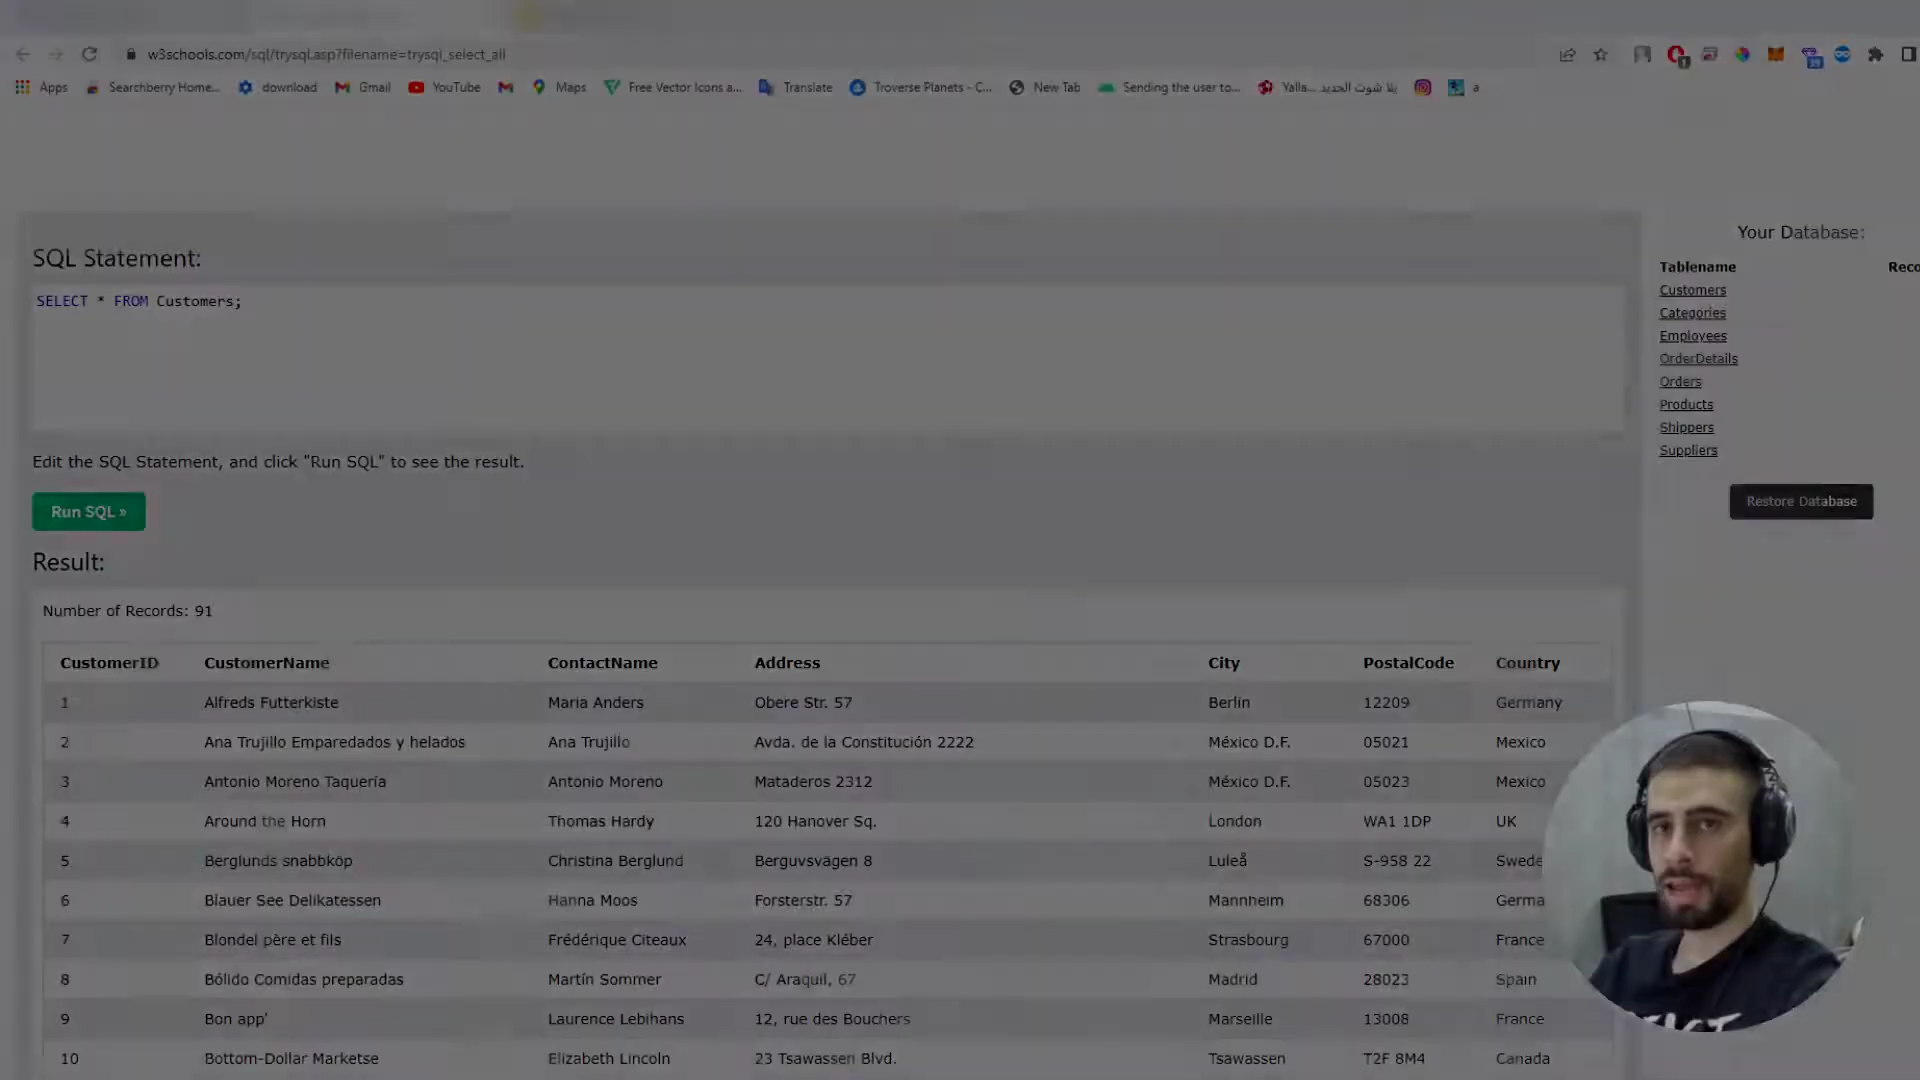 w3schools.com/sql/trysql.asp?filename=trysql_select_all
1
39
Apps Searchberry Home... download Gmail YouTube Maps Free Vector Icons a... Translate Troverse Planets - C... New Tab Sending the user to... Yalla... يلا شوت الجديد a
SQL Statement:
SELECT * FROM Customers;
Edit the SQL Statement, and click "Run SQL" to see the result.
Run SQL »
Result:
Number of Records: 91
CustomerID CustomerName ContactName Address City PostalCode Country
1 Alfreds Futterkiste Maria Anders Obere Str. 57 Berlin 12209 Germany
2 Ana Trujillo Emparedados y helados Ana Trujillo Avda. de la Constitución 2222 México D.F. 05021 Mexico
3 Antonio Moreno Taquería Antonio Moreno Mataderos 2312 México D.F. 05023 Mexico
4 Around the Horn Thomas Hardy 120 Hanover Sq. London WA1 1DP UK
5 Berglunds snabbköp Christina Berglund Berguvsvägen 8 Luleå S-958 22 Swede
6 Blauer See Delikatessen Hanna Moos Forsterstr. 57 Mannheim 68306 Germa
7 Blondel père et fils Frédérique Citeaux 24, place Kléber Strasbourg 67000 France
8 Bólido Comidas preparadas Martín Sommer C/ Araquil, 67 Madrid 28023 Spain
9 Bon app' Laurence Lebihans 12, rue des Bouchers Marseille 13008 France
10 Bottom-Dollar Marketse Elizabeth Lincoln 23 Tsawassen Blvd. Tsawassen T2F 8M4 Canada
Your Database:
Tablename Reco
Customers
Categories
Employees
OrderDetails
Orders
Products
Shippers
Suppliers
Restore Database